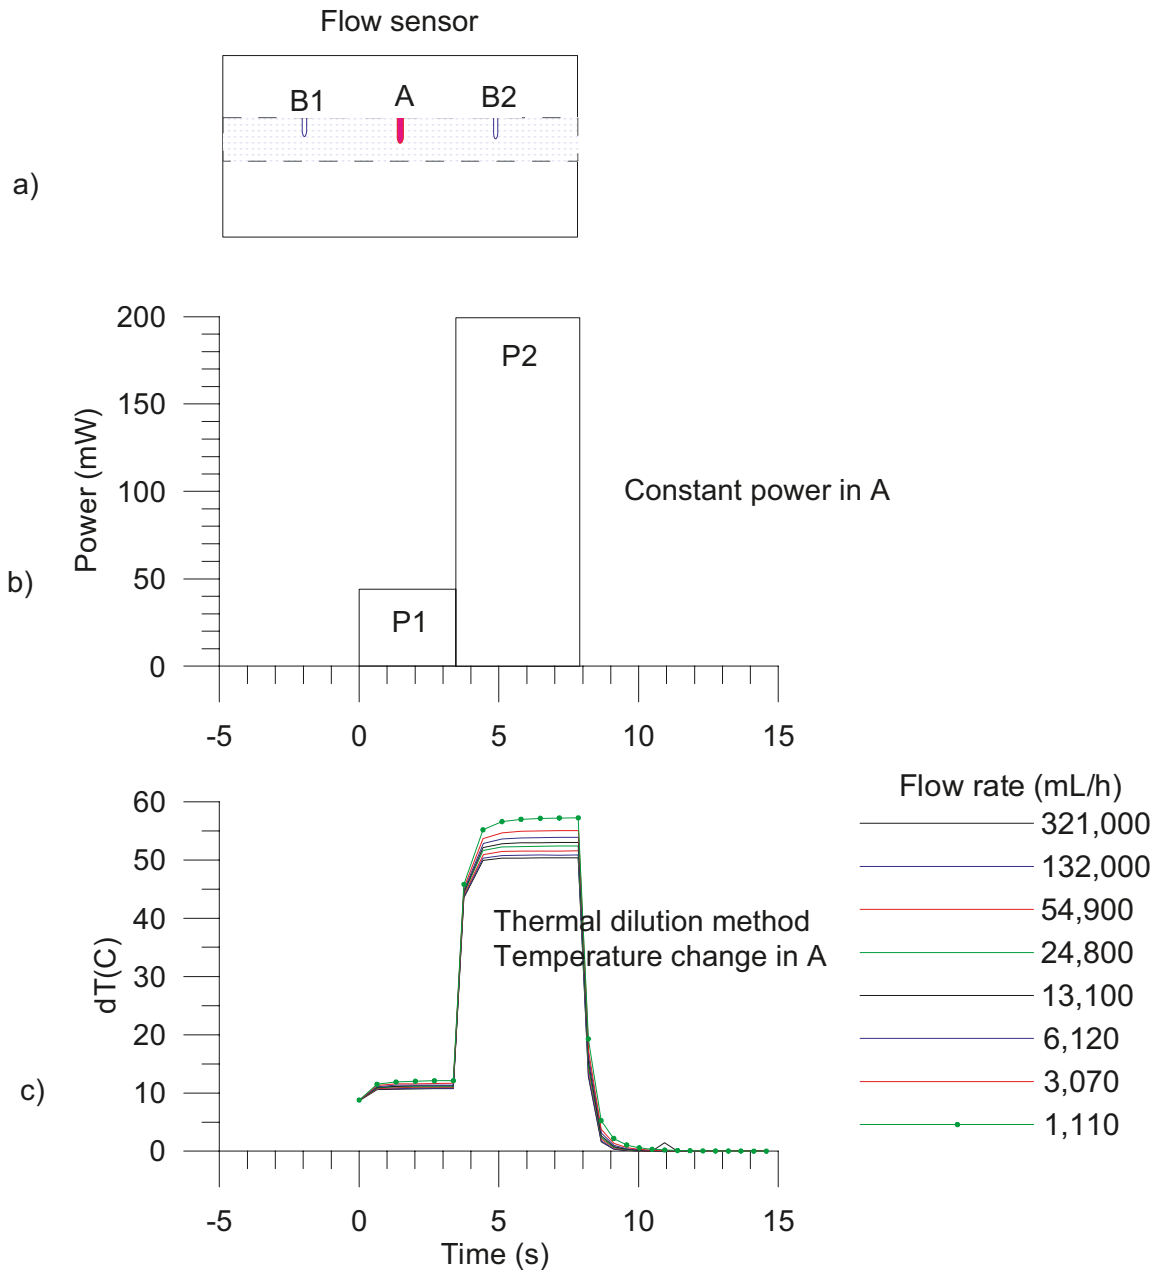 Flow sensor
B1 A B2
a)
200
150
100
50
0
Power (mW)
P2
P1
Constant power in A
b)
-5 0 5 10 15
60
50
40
30
20
10
0
dT(C)
Thermal dilution method
Temperature change in A
c)
-5 0 5 10 15
Time (s)
Flow rate (mL/h)
321,000
132,000
54,900
24,800
13,100
6,120
3,070
1,110